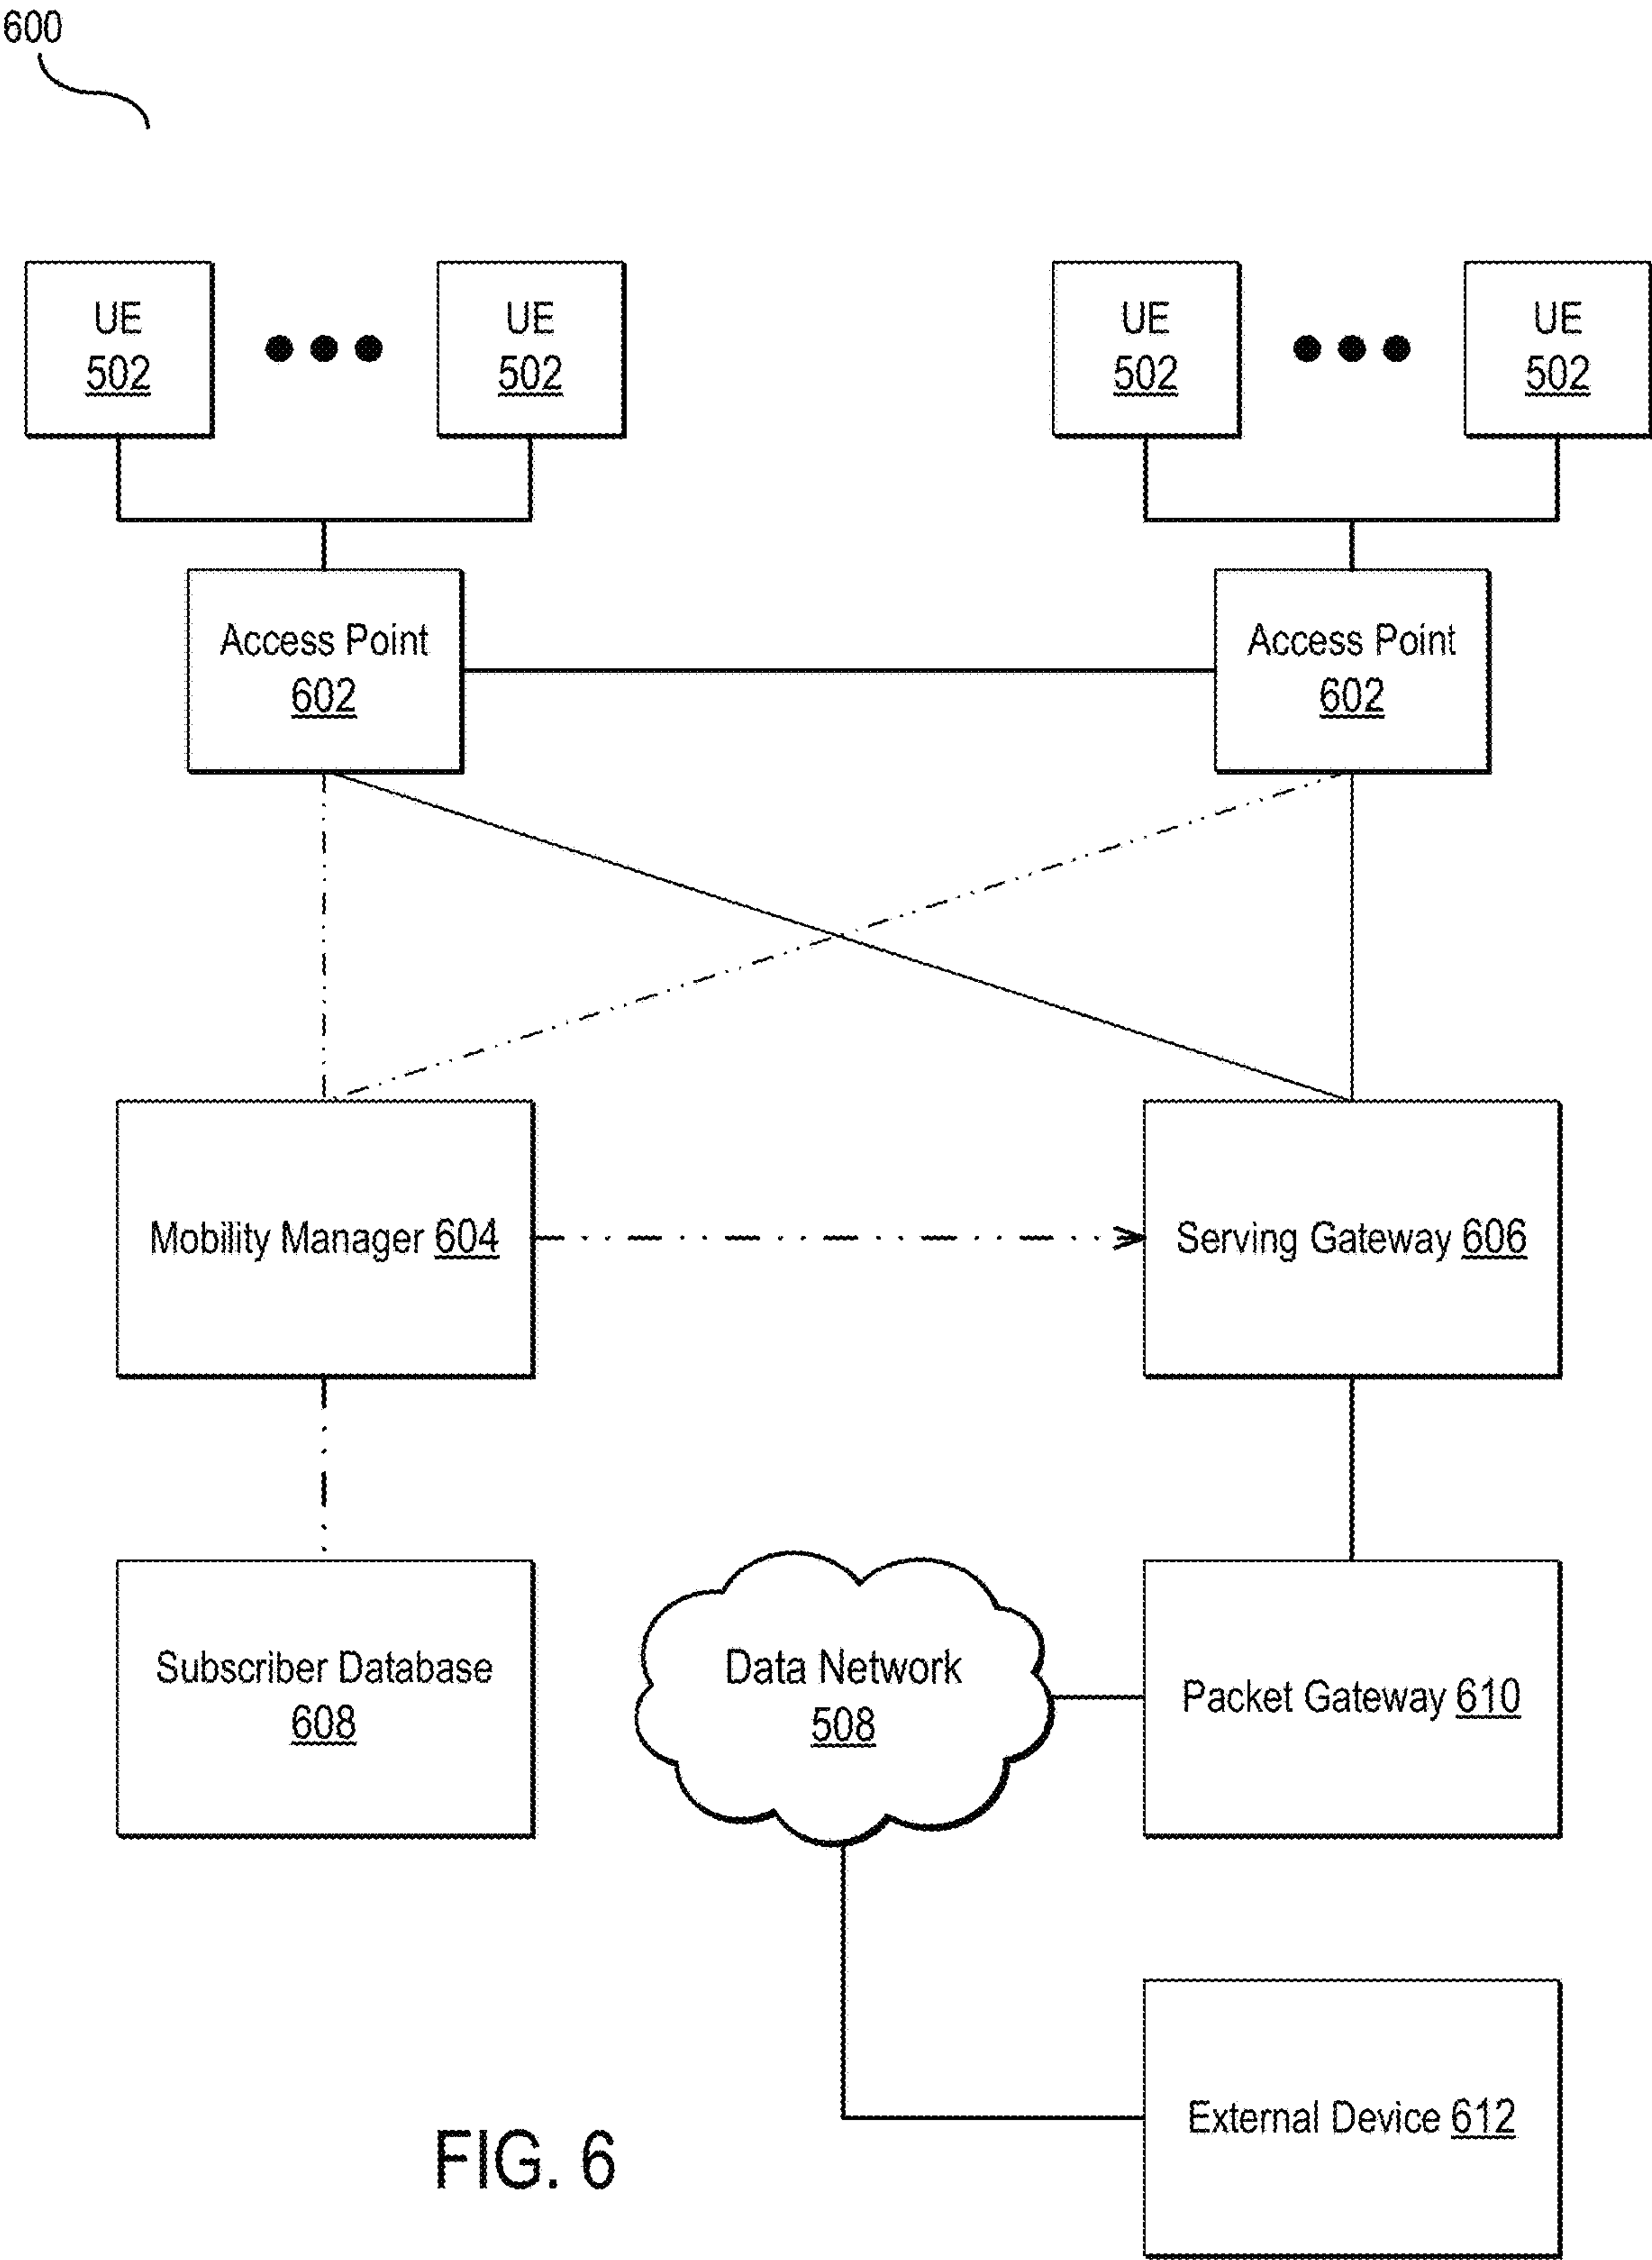 600
UE
502
UE
502
UE
502
UE
502
Access Point
602
Access Point
602
Mobility Manager 604
Serving Gateway 606
Subscriber Database
608
Data Network
508
Packet Gateway 610
External Device 612
FIG. 6